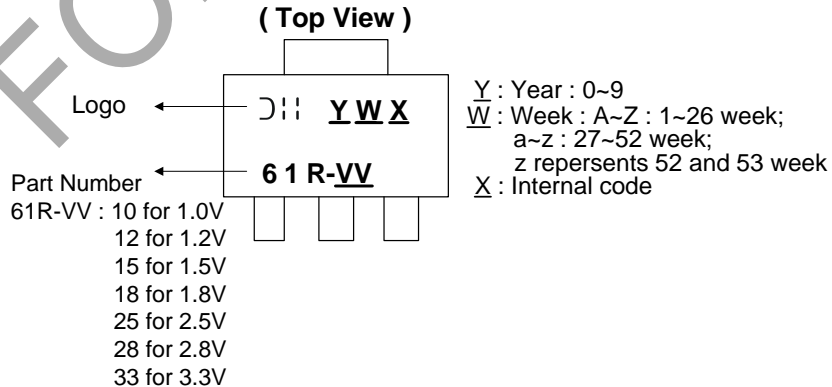 ( Top View )
Logo
Y W X
61R-VV
Part Number
61R-VV : 10 for 1.0V
12 for 1.2V
15 for 1.5V
18 for 1.8V
25 for 2.5V
28 for 2.8V
33 for 3.3V
Y : Year : 0~9
W : Week : A~Z : 1~26 week;
a~z : 27~52 week;
z repersents 52 and 53 week
X : Internal code